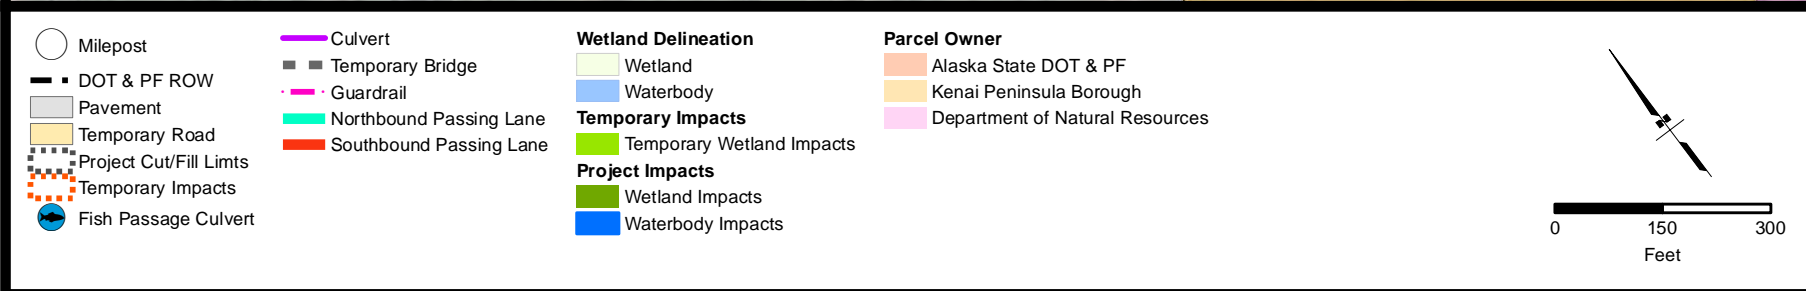 Milepost
DOT & PF ROW
Pavement
Temporary Road
Project Cut/Fill Limts
Temporary Impacts
Fish Passage Culvert
Culvert
Temporary Bridge
Guardrail
Northbound Passing Lane
Southbound Passing Lane
Wetland Delineation
Wetland
Waterbody
Temporary Impacts
Temporary Wetland Impacts
Project Impacts
Wetland Impacts
Waterbody Impacts
Parcel Owner
Alaska State DOT & PF
Kenai Peninsula Borough
Department of Natural Resources
0 150 300
Feet